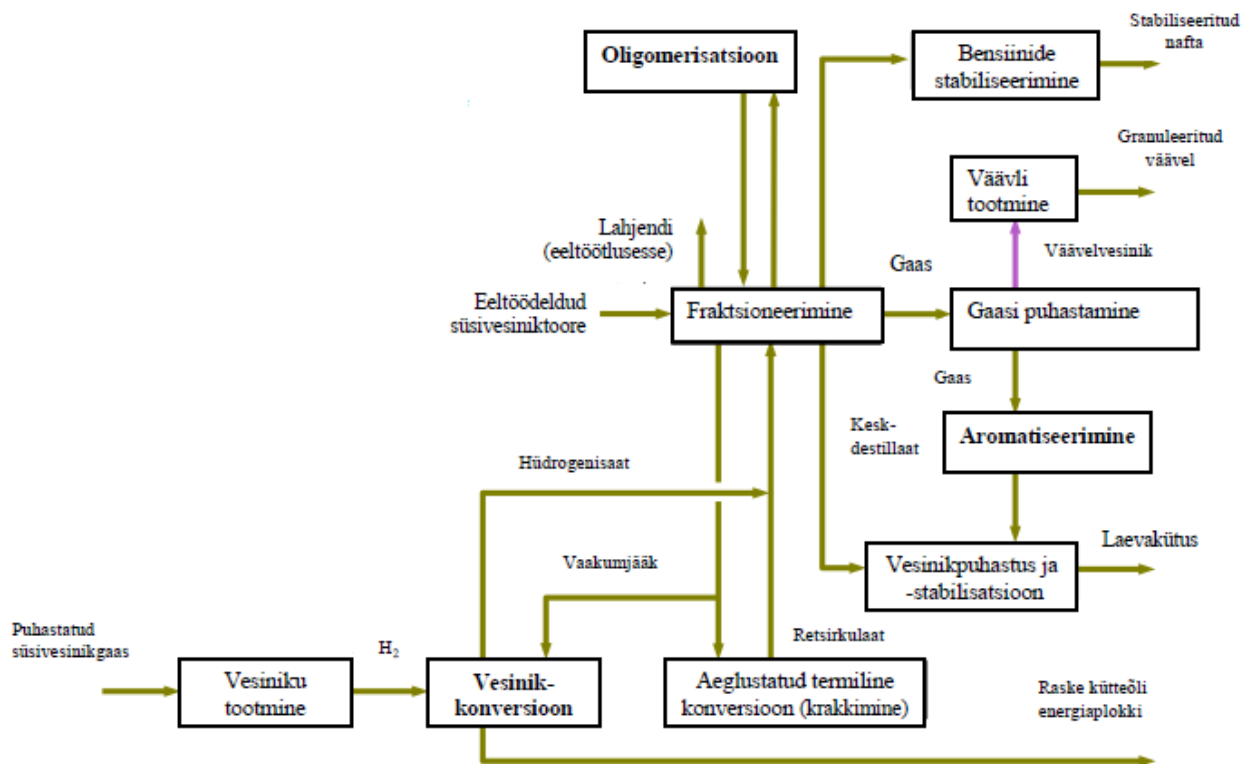 Stabiliseeritud
nafta
Oligomerisatsioon
Bensiinide
stabiliseerimine
Granuleeritud
väävel
Väävli
tootmine
Lahjendi
(eeltöötlusesse)
Gaas
Väävelvesinik
Eeltöödeldud
süsivesiniktoore
Fraktsioneerimine
Gaasi puhastamine
Gaas
Kesk-
destillaat
Aromatiseerimine
Hüdrogenisaat
Vaakumjääk
Vesinikpuhastus ja
-stabilisatsioon
Laevakütus
Puhastatud
süsivesinikgaas
H₂
Retsirkulaat
Vesiniku
tootmine
Vesinik-
konversioon
Aeglustatud termiline
konversioon (krakkimine)
Raske kütteõli
energiaplokki